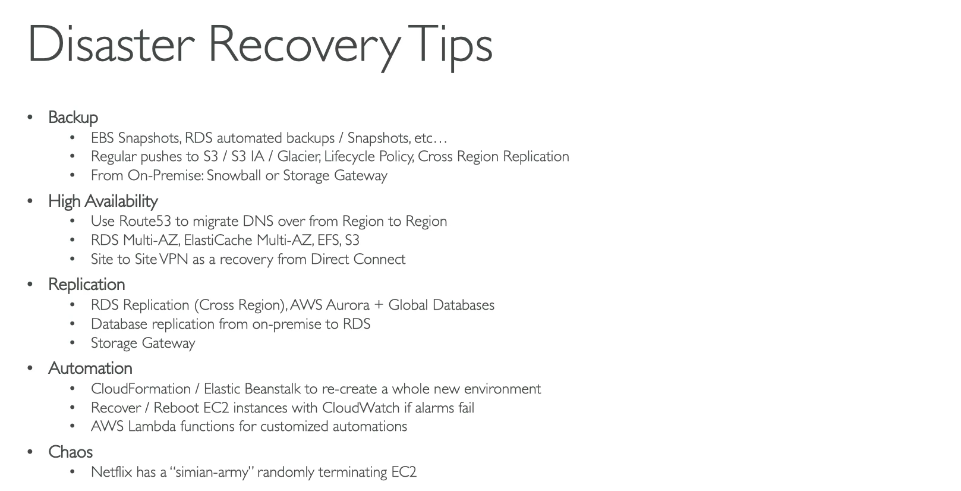 Disaster Recovery Tips
• Backup
• EBS Snapshots, RDS automated backups / Snapshots, etc…
• Regular pushes to S3 / S3 IA / Glacier, Lifecycle Policy, Cross Region Replication
• From On-Premise: Snowball or Storage Gateway
• High Availability
• Use Route53 to migrate DNS over from Region to Region
• RDS Multi-AZ, ElastiCache Multi-AZ, EFS, S3
• Site to Site VPN as a recovery from Direct Connect
• Replication
• RDS Replication (Cross Region), AWS Aurora + Global Databases
• Database replication from on-premise to RDS
• Storage Gateway
• Automation
• CloudFormation / Elastic Beanstalk to re-create a whole new environment
• Recover / Reboot EC2 instances with CloudWatch if alarms fail
• AWS Lambda functions for customized automations
• Chaos
• Netflix has a “simian-army” randomly terminating EC2